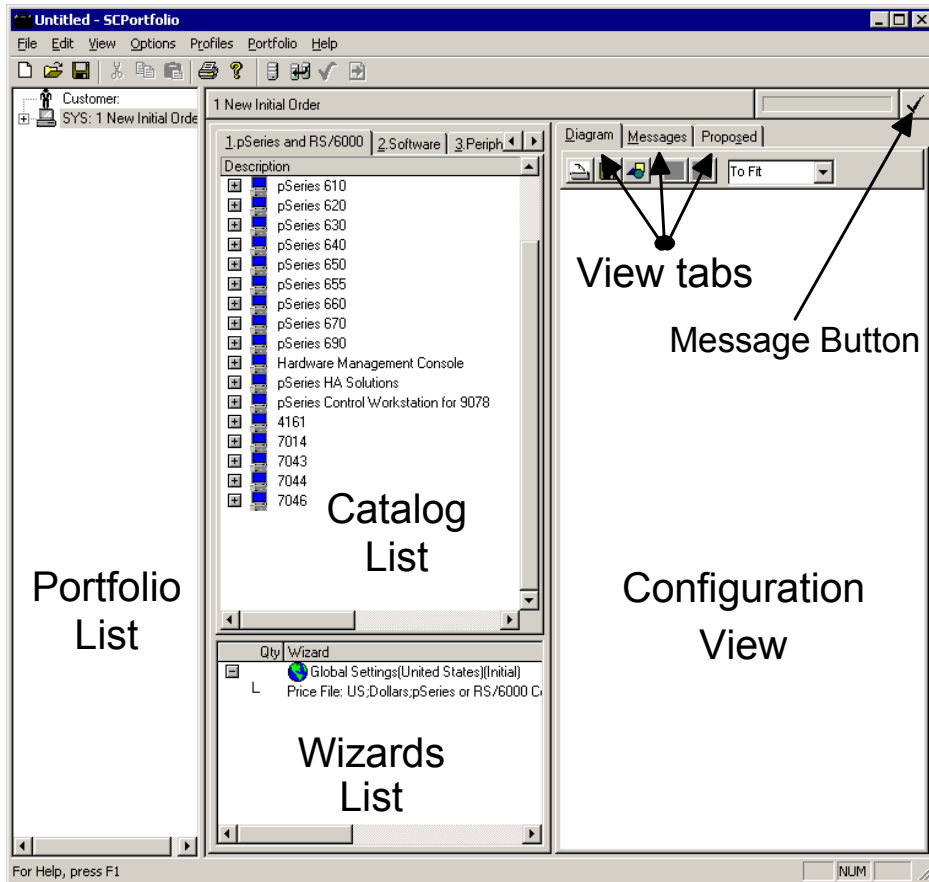 Untitled - SCPortfolio
File Edit View Options Profiles Portfolio Help
Customer:
SYS: 1 New Initial Orde
1 New Initial Order
1.pSeries and RS/6000 2.Software 3.Periph
Description
pSeries 610
pSeries 620
pSeries 630
pSeries 640
pSeries 650
pSeries 655
pSeries 660
pSeries 670
pSeries 690
Hardware Management Console
pSeries HA Solutions
pSeries Control Workstation for 9078
4161
7014
7043
7044
7046
Catalog
List
Diagram Messages Proposed
To Fit
View tabs
Message Button
Portfolio
List
Configuration
View
Qty Wizard
Global Settings(United States)(Initial)
Price File: US;Dollars;pSeries or RS/6000 C
Wizards
List
For Help, press F1
NUM